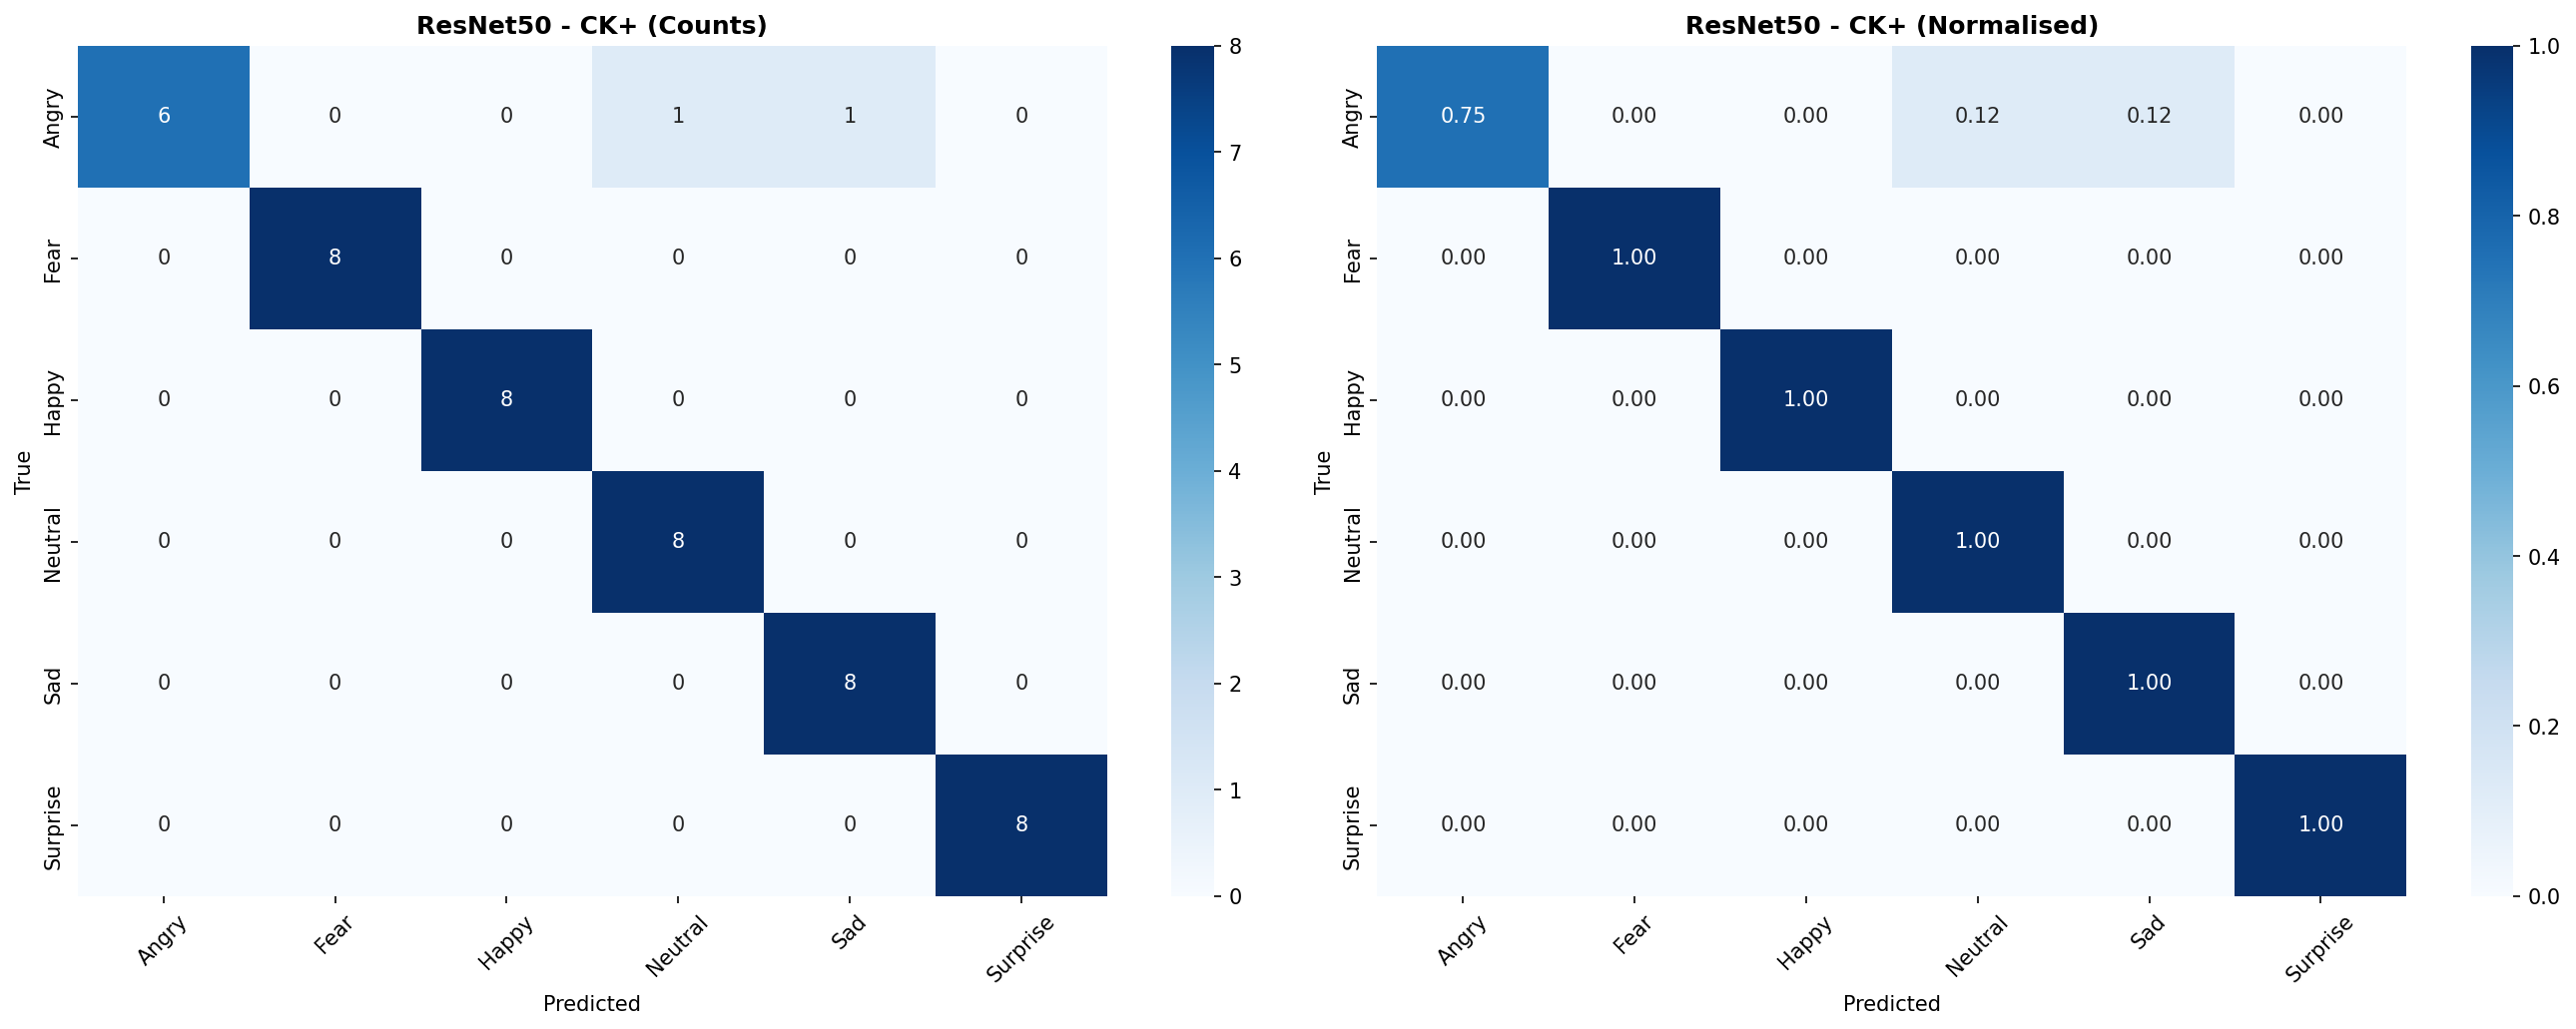 ResNet50 - CK+ (Counts)
True
Angry 6 0 0 1 1 0
Fear 0 8 0 0 0 0
Happy 0 0 8 0 0 0
Neutral 0 0 0 8 0 0
Sad 0 0 0 0 8 0
Surprise 0 0 0 0 0 8
Angry Fear Happy Neutral Sad Surprise
Predicted
8
7
6
5
4
3
2
1
0
ResNet50 - CK+ (Normalised)
True
Angry 0.75 0.00 0.00 0.12 0.12 0.00
Fear 0.00 1.00 0.00 0.00 0.00 0.00
Happy 0.00 0.00 1.00 0.00 0.00 0.00
Neutral 0.00 0.00 0.00 1.00 0.00 0.00
Sad 0.00 0.00 0.00 0.00 1.00 0.00
Surprise 0.00 0.00 0.00 0.00 0.00 1.00
Angry Fear Happy Neutral Sad Surprise
Predicted
1.0
0.8
0.6
0.4
0.2
0.0